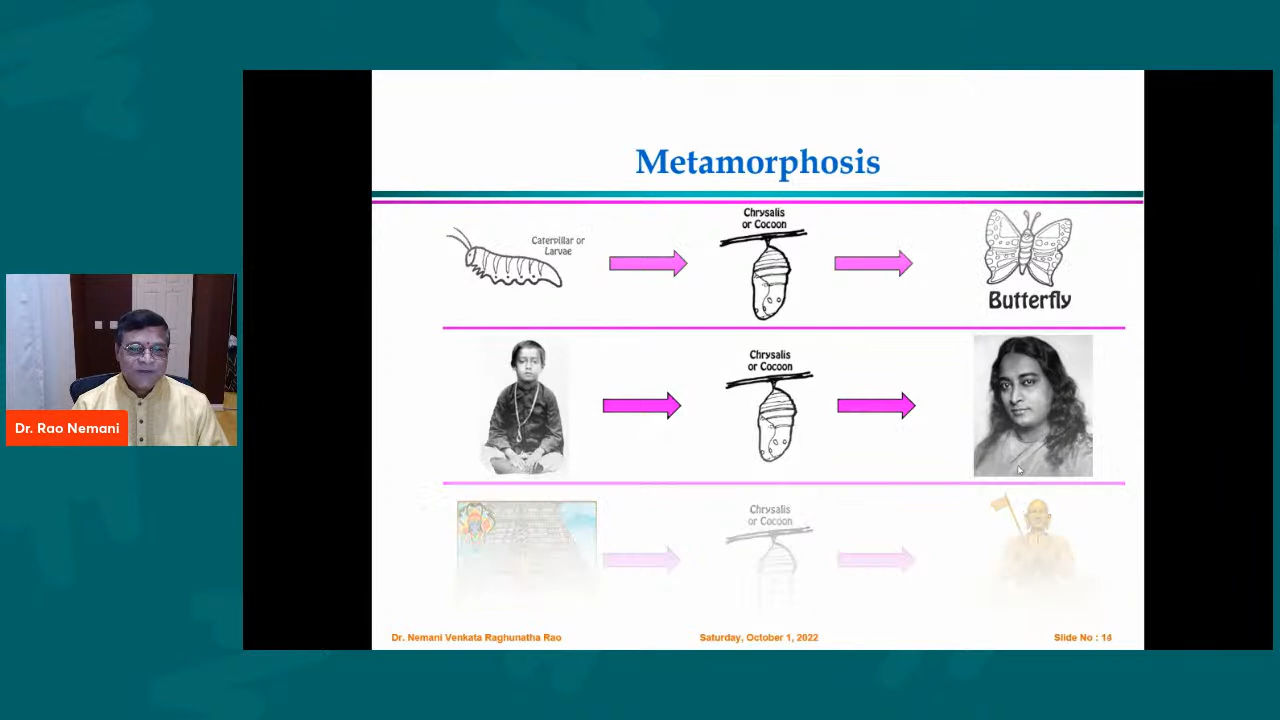 Metamorphosis
Caterpillar or
Larvae
Chrysalis
or Cocoon
Butterfly
Chrysalis
or Cocoon
Chrysalis
or Cocoon
Dr. Rao Nemani
Dr. Nemani Venkata Raghunatha Rao
Saturday, October 1, 2022
Slide No : 14